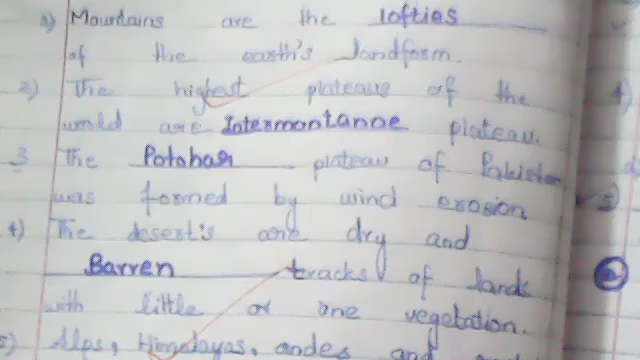 1) Mountains are the lofties
of the earth's landform.
2) The highest plateaus of the
world are Intermontanne plateau.
3 The Potohar plateau of Pakistan
was formed by wind erosion
4) The desert's are dry and
Barren tracks of lands
with little or one vegetation.
5) Alps, Himalayas, andes and